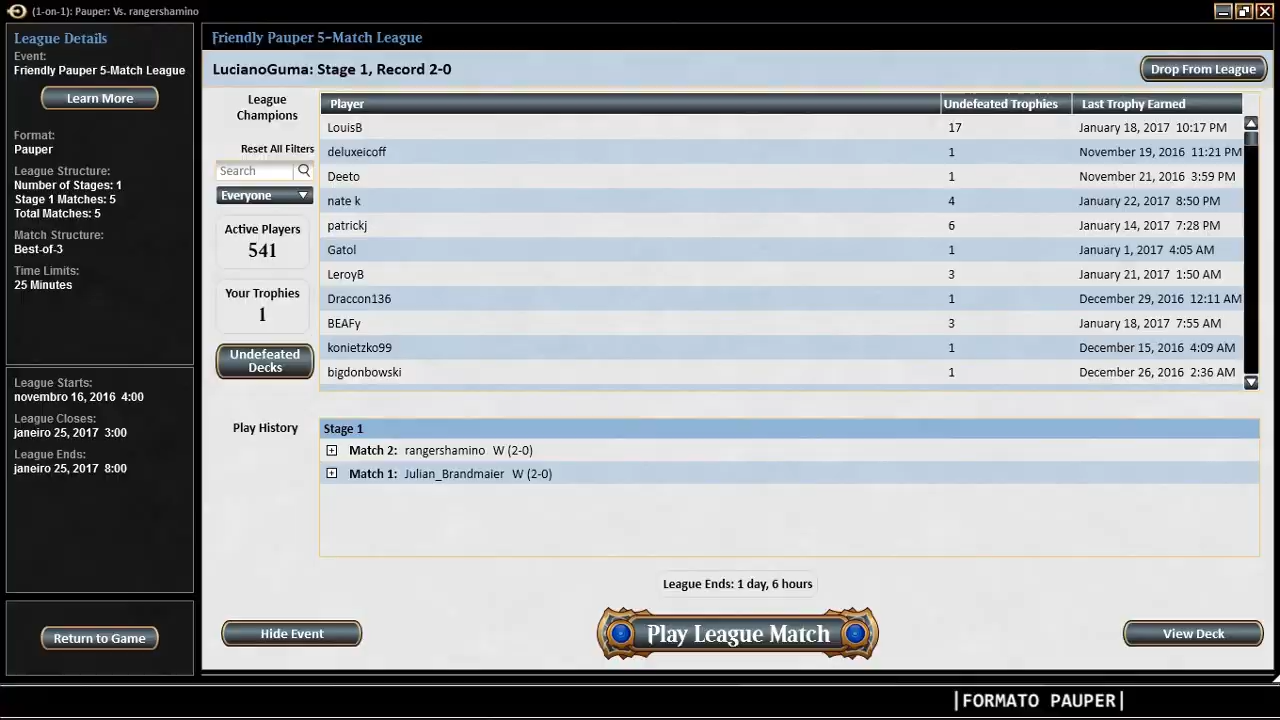 (1-on-1): Pauper: Vs. rangershamino
League Details
Event:
Friendly Pauper 5-Match League
Learn More
Format:
Pauper
League Structure:
Number of Stages: 1
Stage 1 Matches: 5
Total Matches: 5
Match Structure:
Best-of-3
Time Limits:
25 Minutes
League Starts:
novembro 16, 2016 4:00
League Closes:
janeiro 25, 2017 3:00
League Ends:
janeiro 25, 2017 8:00
Return to Game
Friendly Pauper 5-Match League
LucianoGuma: Stage 1, Record 2-0
Drop From League
League
Champions
Reset All Filters
Search
Everyone
Active Players
541
Your Trophies
1
Undefeated
Decks
Player Undefeated Trophies Last Trophy Earned
LouisB 17 January 18, 2017 10:17 PM
deluxeicoff 1 November 19, 2016 11:21 PM
Deeto 1 November 21, 2016 3:59 PM
nate k 4 January 22, 2017 8:50 PM
patrickj 6 January 14, 2017 7:28 PM
Gatol 1 January 1, 2017 4:05 AM
LeroyB 3 January 21, 2017 1:50 AM
Draccon136 1 December 29, 2016 12:11 AM
BEAFy 3 January 18, 2017 7:55 AM
konietzko99 1 December 15, 2016 4:09 AM
bigdonbowski 1 December 26, 2016 2:36 AM
Play History
Stage 1
Match 2: rangershamino W (2-0)
Match 1: Julian_Brandmaier W (2-0)
League Ends: 1 day, 6 hours
Hide Event
Play League Match
View Deck
|FORMATO PAUPER|